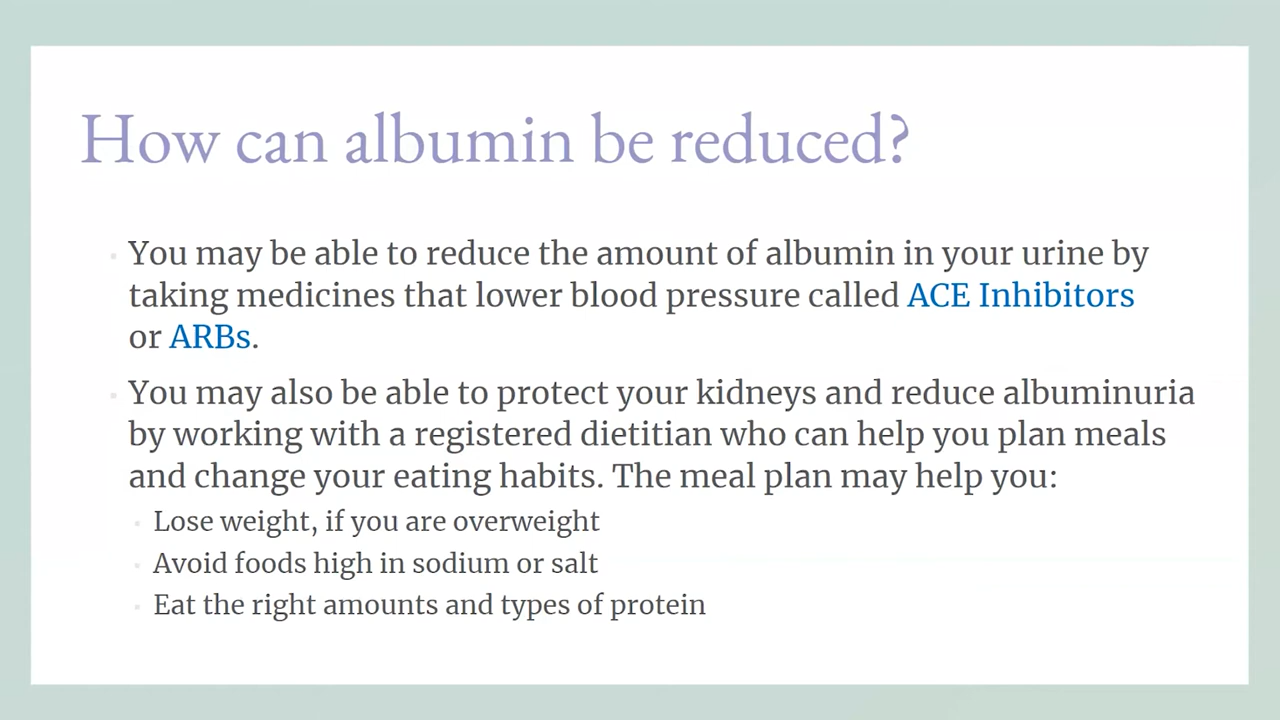 How can albumin be reduced?
You may be able to reduce the amount of albumin in your urine by
taking medicines that lower blood pressure called ACE Inhibitors
or ARBs.
You may also be able to protect your kidneys and reduce albuminuria
by working with a registered dietitian who can help you plan meals
and change your eating habits. The meal plan may help you:
Lose weight, if you are overweight
Avoid foods high in sodium or salt
Eat the right amounts and types of protein